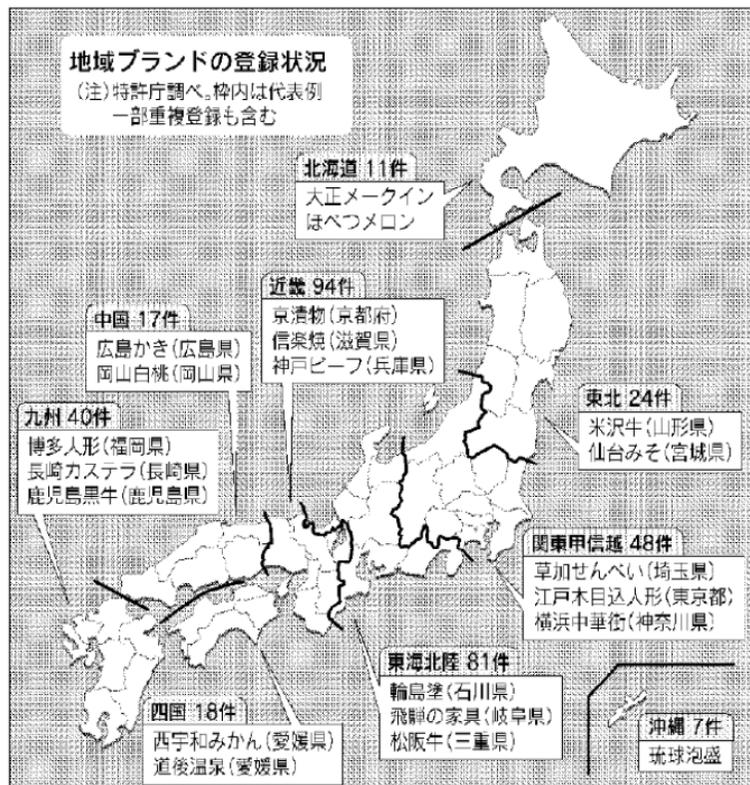 地域ブランドの登録状況
(注)特許庁調べ。枠内は代表例
一部重複登録も含む
北海道 11件
大正メークイン
ほべつメロン
近畿 94件
京漬物(京都府)
信楽焼(滋賀県)
神戸ビーフ(兵庫県)
中国 17件
広島かき(広島県)
岡山白桃(岡山県)
九州 40件
博多人形(福岡県)
長崎カステラ(長崎県)
鹿児島黒牛(鹿児島県)
東北 24件
米沢牛(山形県)
仙台みそ(宮城県)
関東甲信越 48件
草加せんべい(埼玉県)
江戸木目込人形(東京都)
横浜中華街(神奈川県)
東海北陸 81件
輪島塗(石川県)
飛騨の家具(岐阜県)
松阪牛(三重県)
四国 18件
西宇和みかん(愛媛県)
道後温泉(愛媛県)
沖縄 7件
琉球泡盛